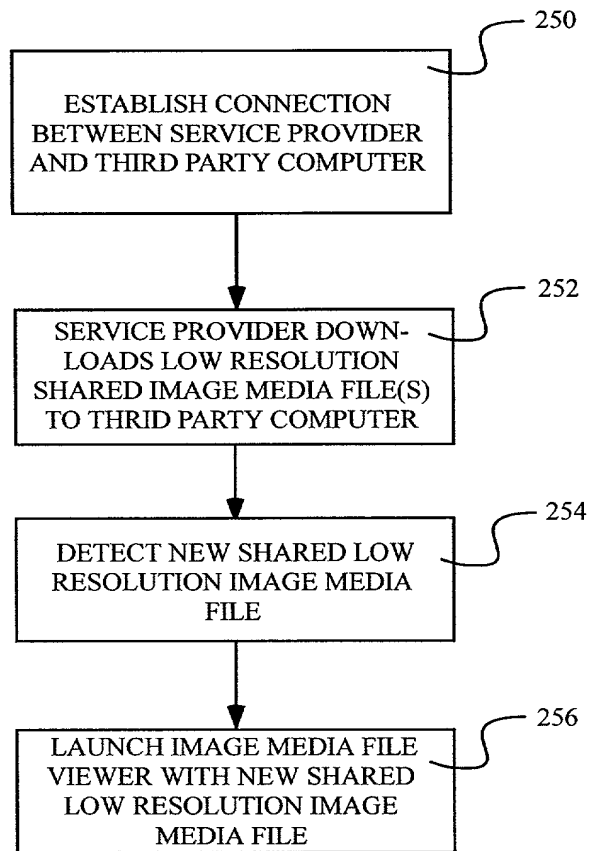 250
ESTABLISH CONNECTION
BETWEEN SERVICE PROVIDER
AND THIRD PARTY COMPUTER
252
SERVICE PROVIDER DOWN-
LOADS LOW RESOLUTION
SHARED IMAGE MEDIA FILE(S)
TO THRID PARTY COMPUTER
254
DETECT NEW SHARED LOW
RESOLUTION IMAGE MEDIA
FILE
256
LAUNCH IMAGE MEDIA FILE
VIEWER WITH NEW SHARED
LOW RESOLUTION IMAGE
MEDIA FILE